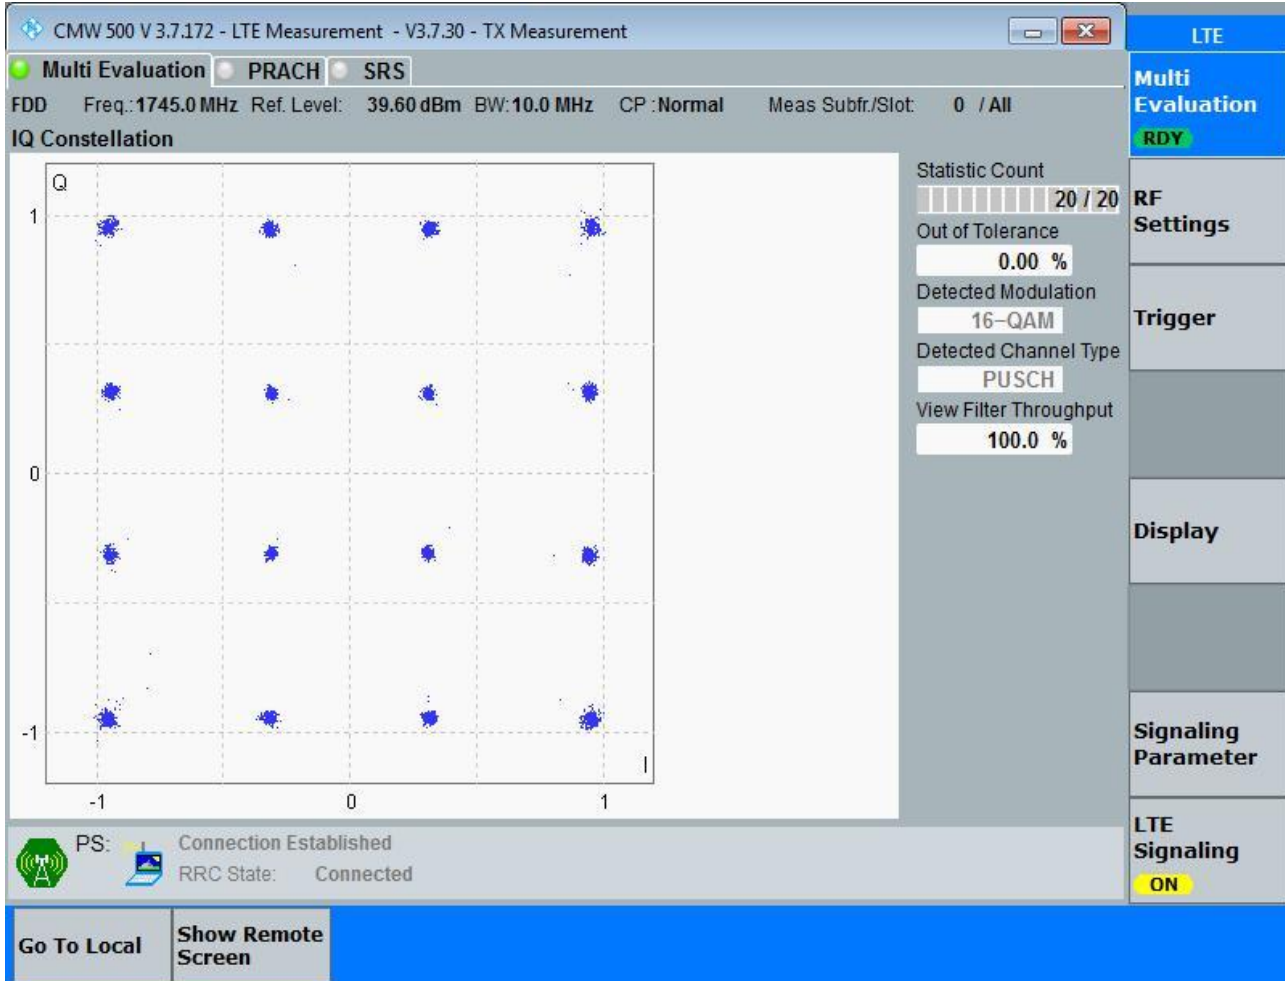 CMW 500 V 3.7.172 - LTE Measurement - V3.7.30 - TX Measurement
LTE
Multi Evaluation PRACH SRS
FDD Freq.:1745.0 MHz Ref. Level: 39.60 dBm BW:10.0 MHz CP :Normal Meas Subfr./Slot: 0 / All
IQ Constellation
Q
1
0
-1
-1 0 1
I
Statistic Count
20 / 20
Out of Tolerance
0.00 %
Detected Modulation
16-QAM
Detected Channel Type
PUSCH
View Filter Throughput
100.0 %
Multi
Evaluation
RDY
RF
Settings
Trigger
Display
Signaling
Parameter
LTE
Signaling
ON
PS: Connection Established
RRC State: Connected
Go To Local
Show Remote
Screen